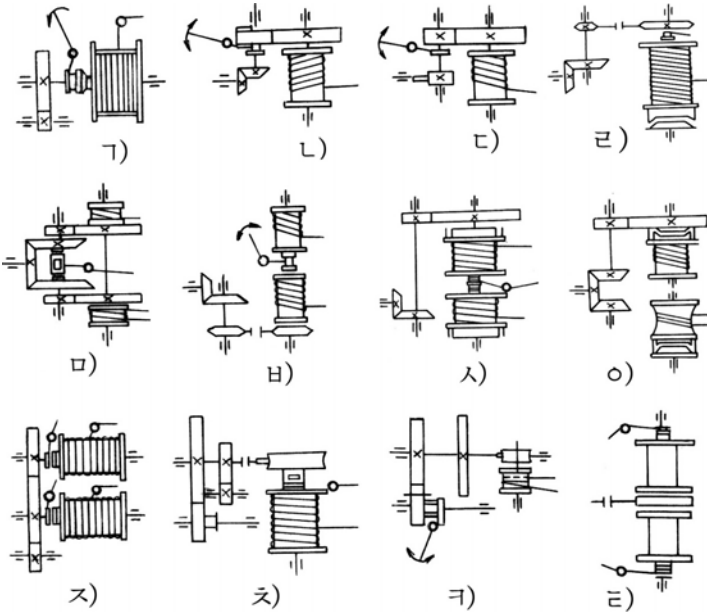 ㄱ) ㄴ) ㄷ) ㄹ)
ㅁ) ㅂ) ㅅ) ㅇ)
ㅈ) ㅊ) ㅋ) ㅌ)